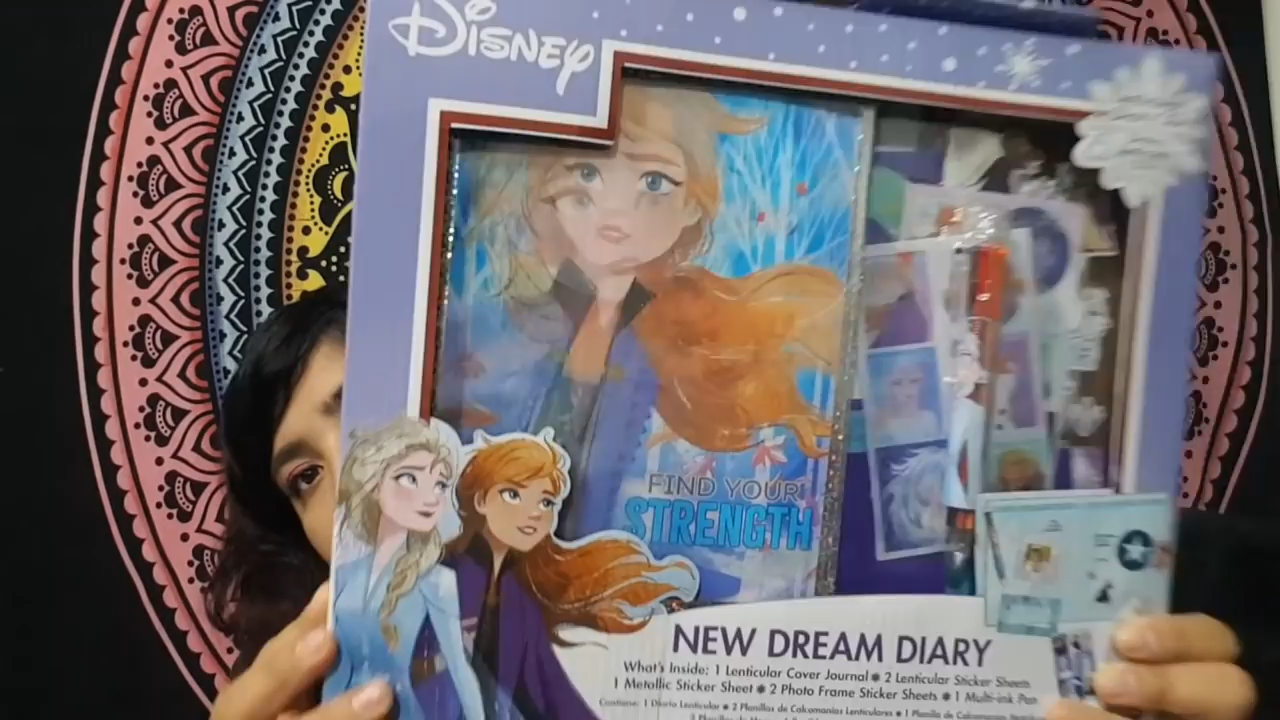 DISNEY
FIND YOUR
STRENGTH
NEW DREAM DIARY
What's Inside: 1 Lenticular Cover Journal * 2 Lenticular Sticker Sheets
1 Metallic Sticker Sheet * 2 Photo Frame Sticker Sheets * 1 Multi-ink Pen
Contiene: 1 Diario Lenticular * 2 Planillas de Calcomanías Lenticulares * 1 Planilla de Calcomanías